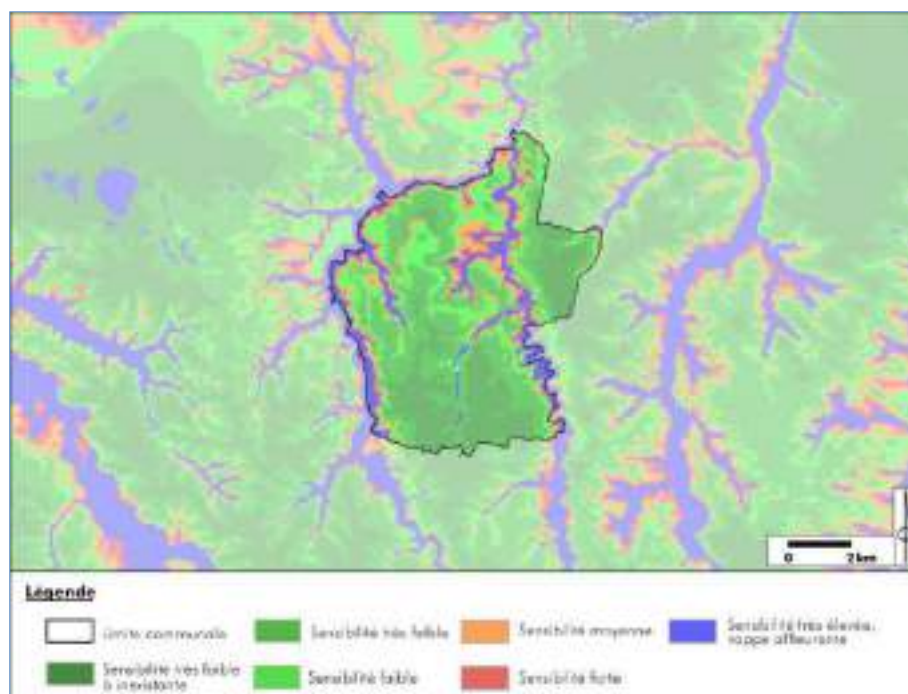 0 2km
Légende
Limite communale
Sensibilité très faible
Sensibilité moyenne
Sensibilité très élevée,
nappe affleurante
Sensibilité très faible
à inexistante
Sensibilité faible
Sensibilité forte